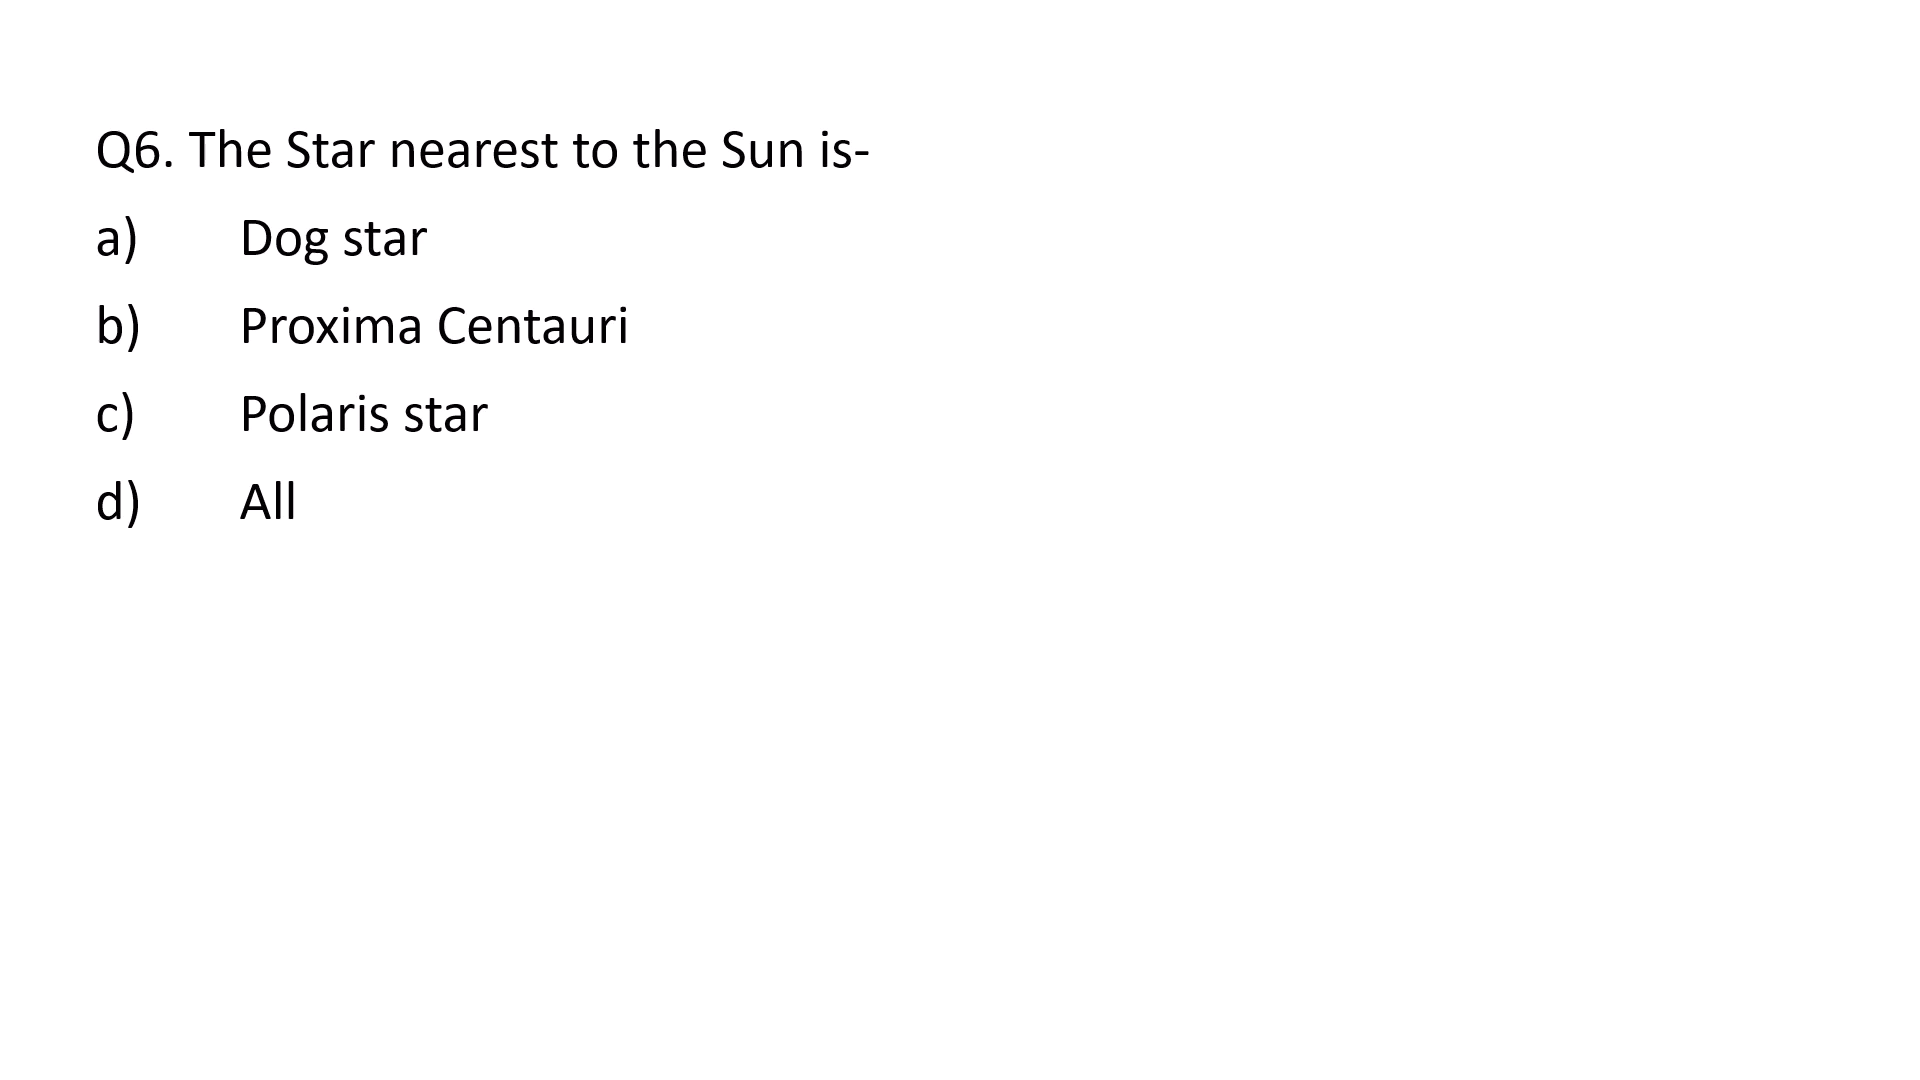 Q6. The Star nearest to the Sun is-
a) Dog star
b) Proxima Centauri
c) Polaris star
d) All